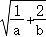 √(1/a + 2/b)